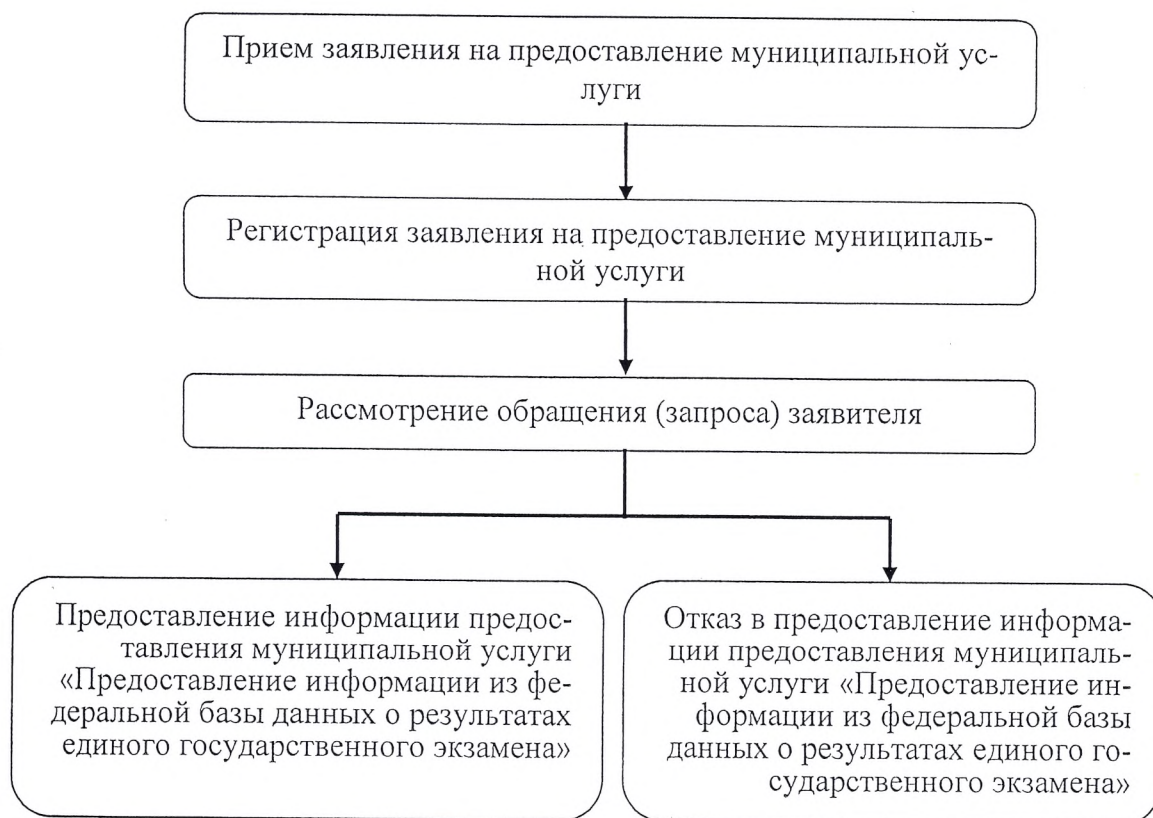 Прием заявления на предоставление муниципальной ус-
луги
Регистрация заявления на предоставление муниципаль-
ной услуги
Рассмотрение обращения (запроса) заявителя
Предоставление информации предос-
тавления муниципальной услуги
«Предоставление информации из фе-
деральной базы данных о результатах
единого государственного экзамена»
Отказ в предоставление информа-
ции предоставления муниципаль-
ной услуги «Предоставление ин-
формации из федеральной базы
данных о результатах единого го-
сударственного экзамена»